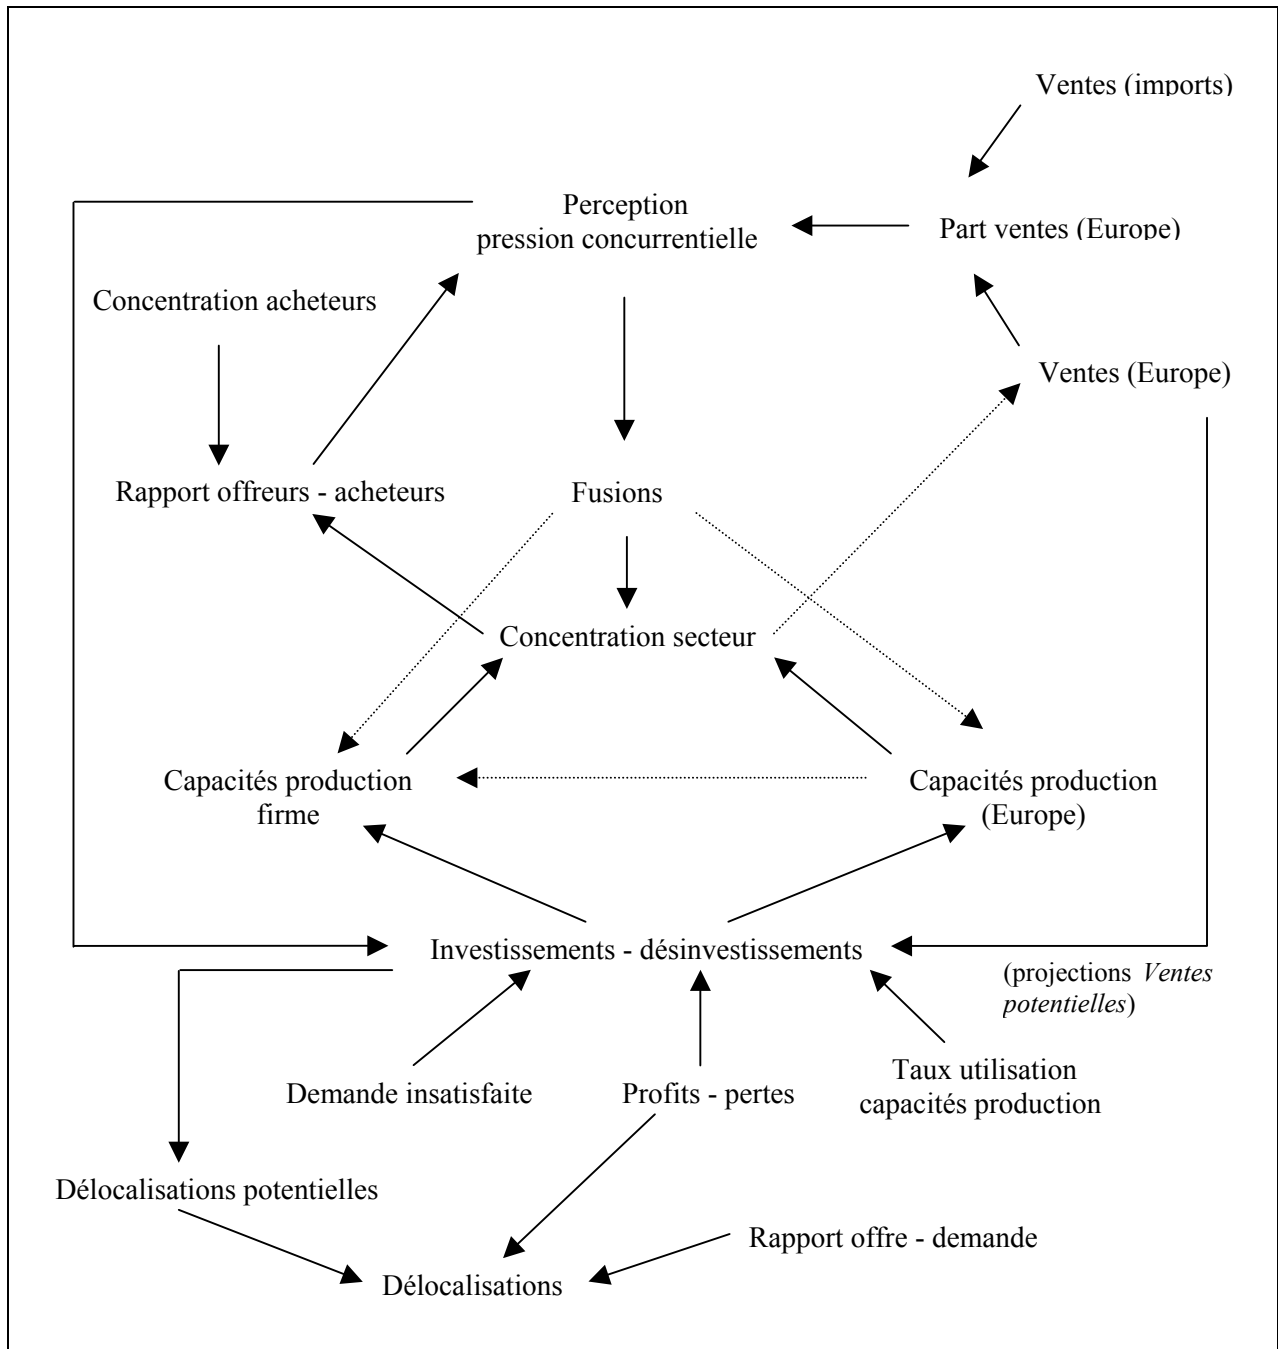 Ventes (imports)
Perception
pression concurrentielle
Part ventes (Europe)
Concentration acheteurs
Ventes (Europe)
Rapport offreurs - acheteurs
Fusions
Concentration secteur
Capacités production
firme
Capacités production
(Europe)
Investissements - désinvestissements
(projections Ventes
potentielles)
Demande insatisfaite
Profits - pertes
Taux utilisation
capacités production
Délocalisations potentielles
Rapport offre - demande
Délocalisations